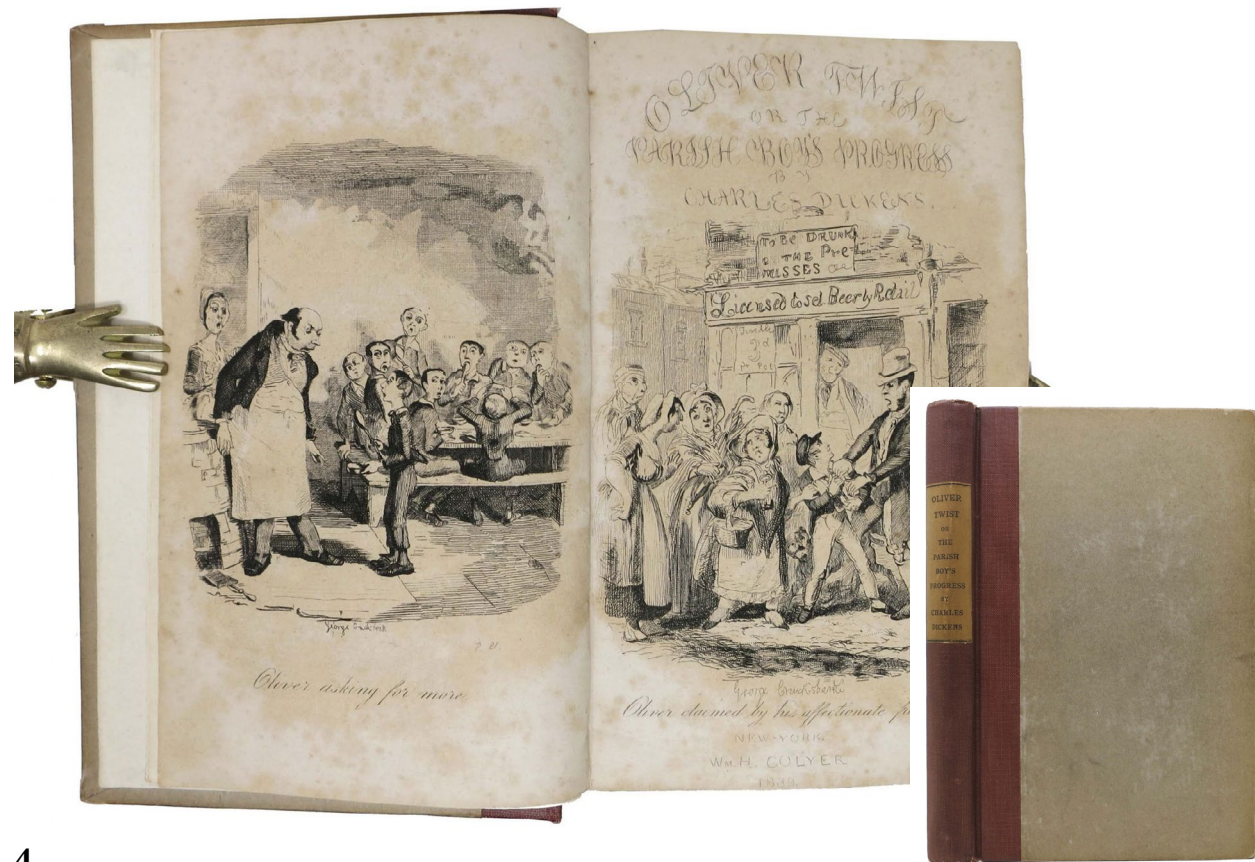 George Cruikshank
P. 21.
Oliver asking for more
OLIVER TWIST
OR THE
PARISH BOY'S PROGRESS
BY
CHARLES DICKENS.
TO BE DRUNK
THE PRE
MISSES
Licensed to sel Beer by Retail
George Cruikshank
Oliver claimed by his affectionate
NEW-YORK
Wm. H. COLYER
OLIVER
TWIST
OR
THE
PARISH
BOY'S
PROGRESS
BY
CHARLES
DICKENS
4